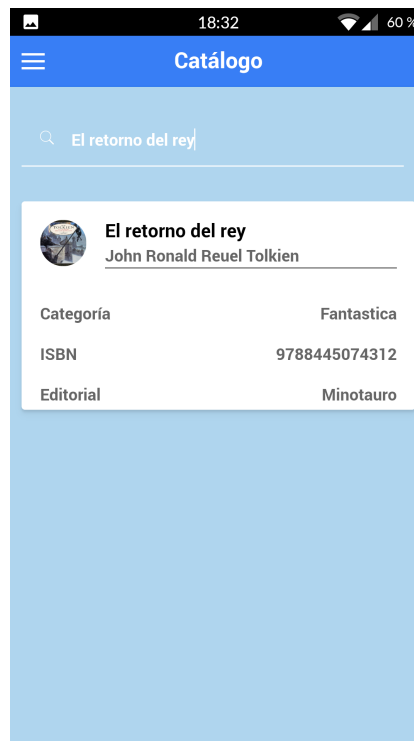 18:32 60 %
Catálogo
El retorno del rey
El retorno del rey
John Ronald Reuel Tolkien
Categoría Fantastica
ISBN 9788445074312
Editorial Minotauro